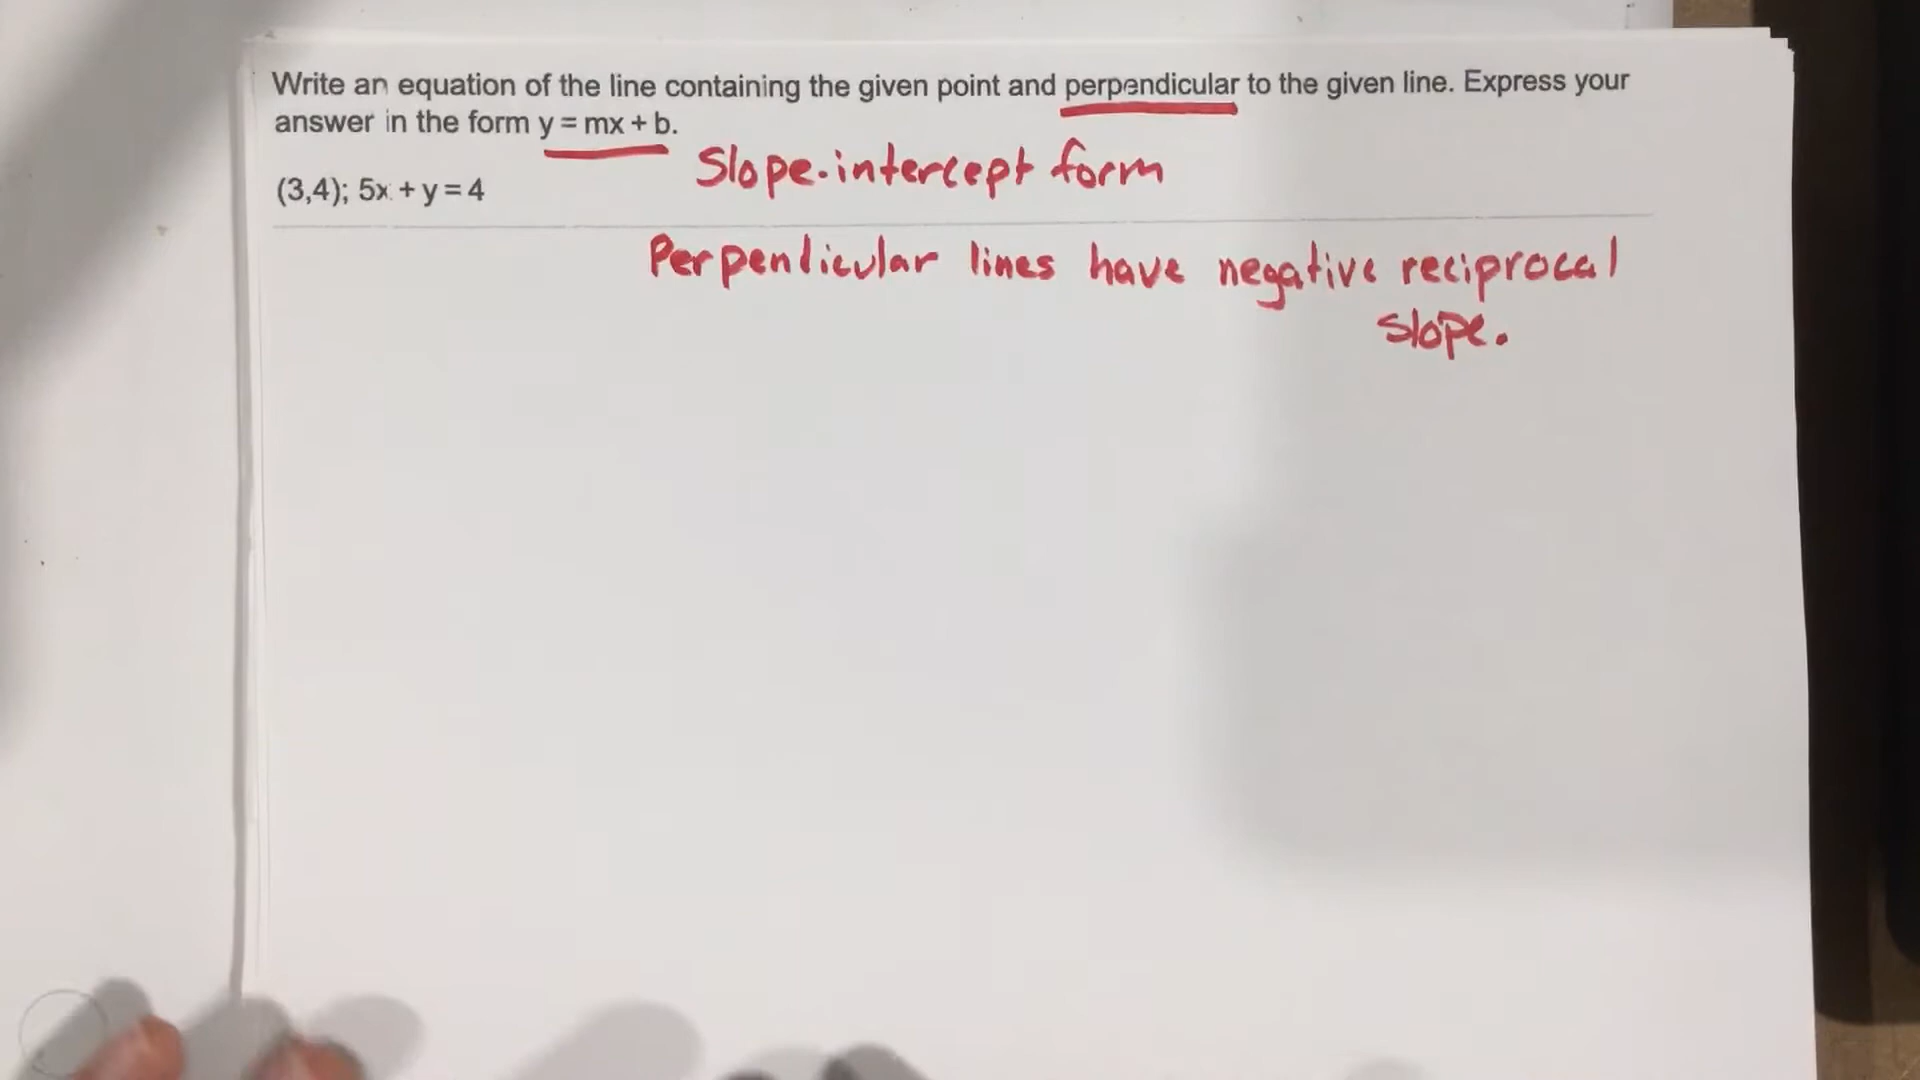 Write an equation of the line containing the given point and perpendicular to the given line. Express your
answer in the form y = mx + b.
Slope-intercept form
(3,4); 5x + y = 4
Perpendicular lines have negative reciprocal
slope.